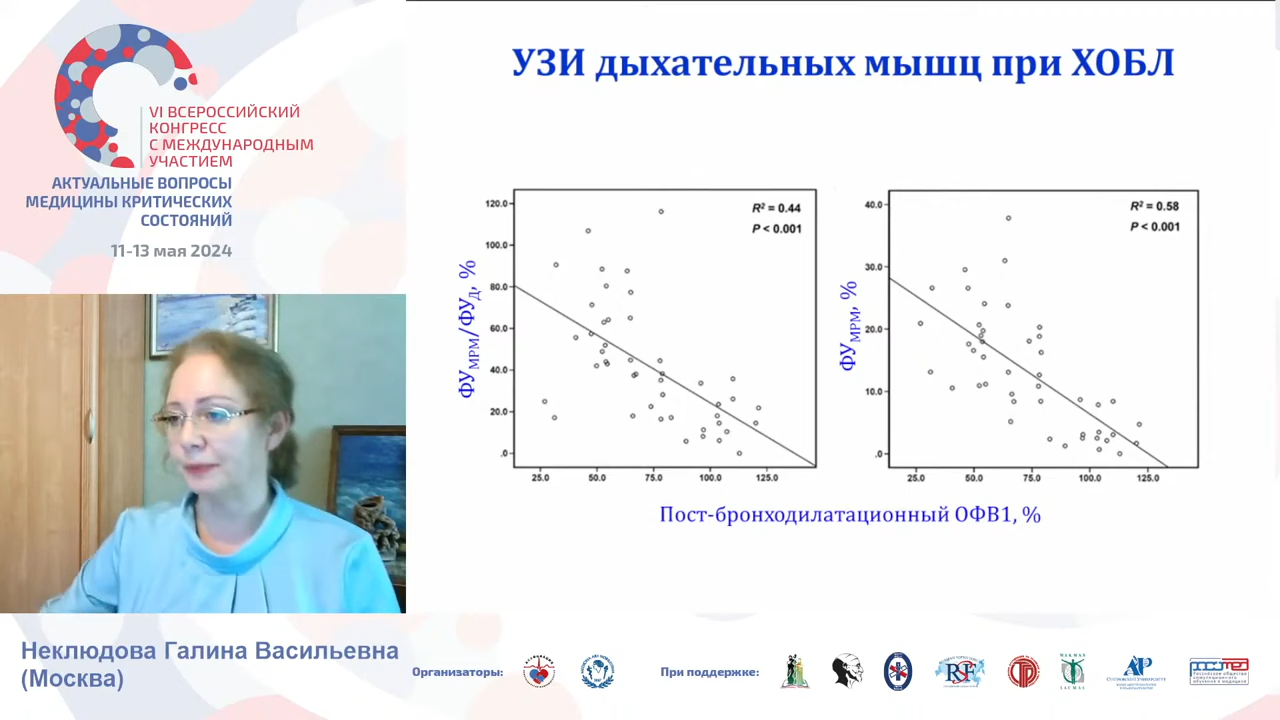 VI ВСЕРОССИЙСКИЙ
КОНГРЕСС
С МЕЖДУНАРОДНЫМ
УЧАСТИЕМ
АКТУАЛЬНЫЕ ВОПРОСЫ
МЕДИЦИНЫ КРИТИЧЕСКИХ
СОСТОЯНИЙ
11-13 мая 2024
УЗИ дыхательных мышц при ХОБЛ
ФУМРМ/ФУД, %
120.0
100.0
80.0
60.0
40.0
20.0
.0
R² = 0.44
P < 0.001
25.0 50.0 75.0 100.0 125.0
ФУМРМ, %
40.0
30.0
20.0
10.0
.0
R² = 0.58
P < 0.001
25.0 50.0 75.0 100.0 125.0
Пост-бронходилатационный ОФВ1, %
Неклюдова Галина Васильевна
(Москва)
Организаторы:
При поддержке: